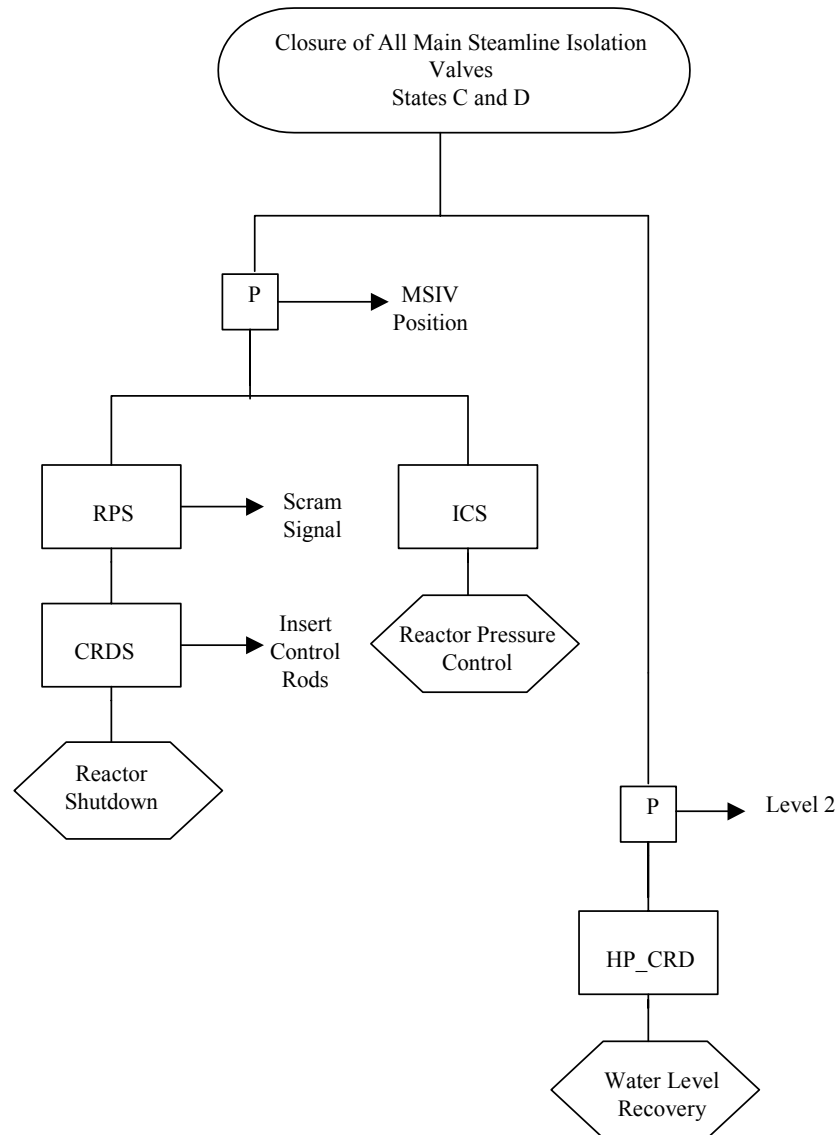 Closure of All Main Steamline Isolation
Valves
States C and D
P
MSIV
Position
RPS
Scram
Signal
ICS
CRDS
Insert
Control
Rods
Reactor Pressure
Control
Reactor
Shutdown
P
Level 2
HP_CRD
Water Level
Recovery